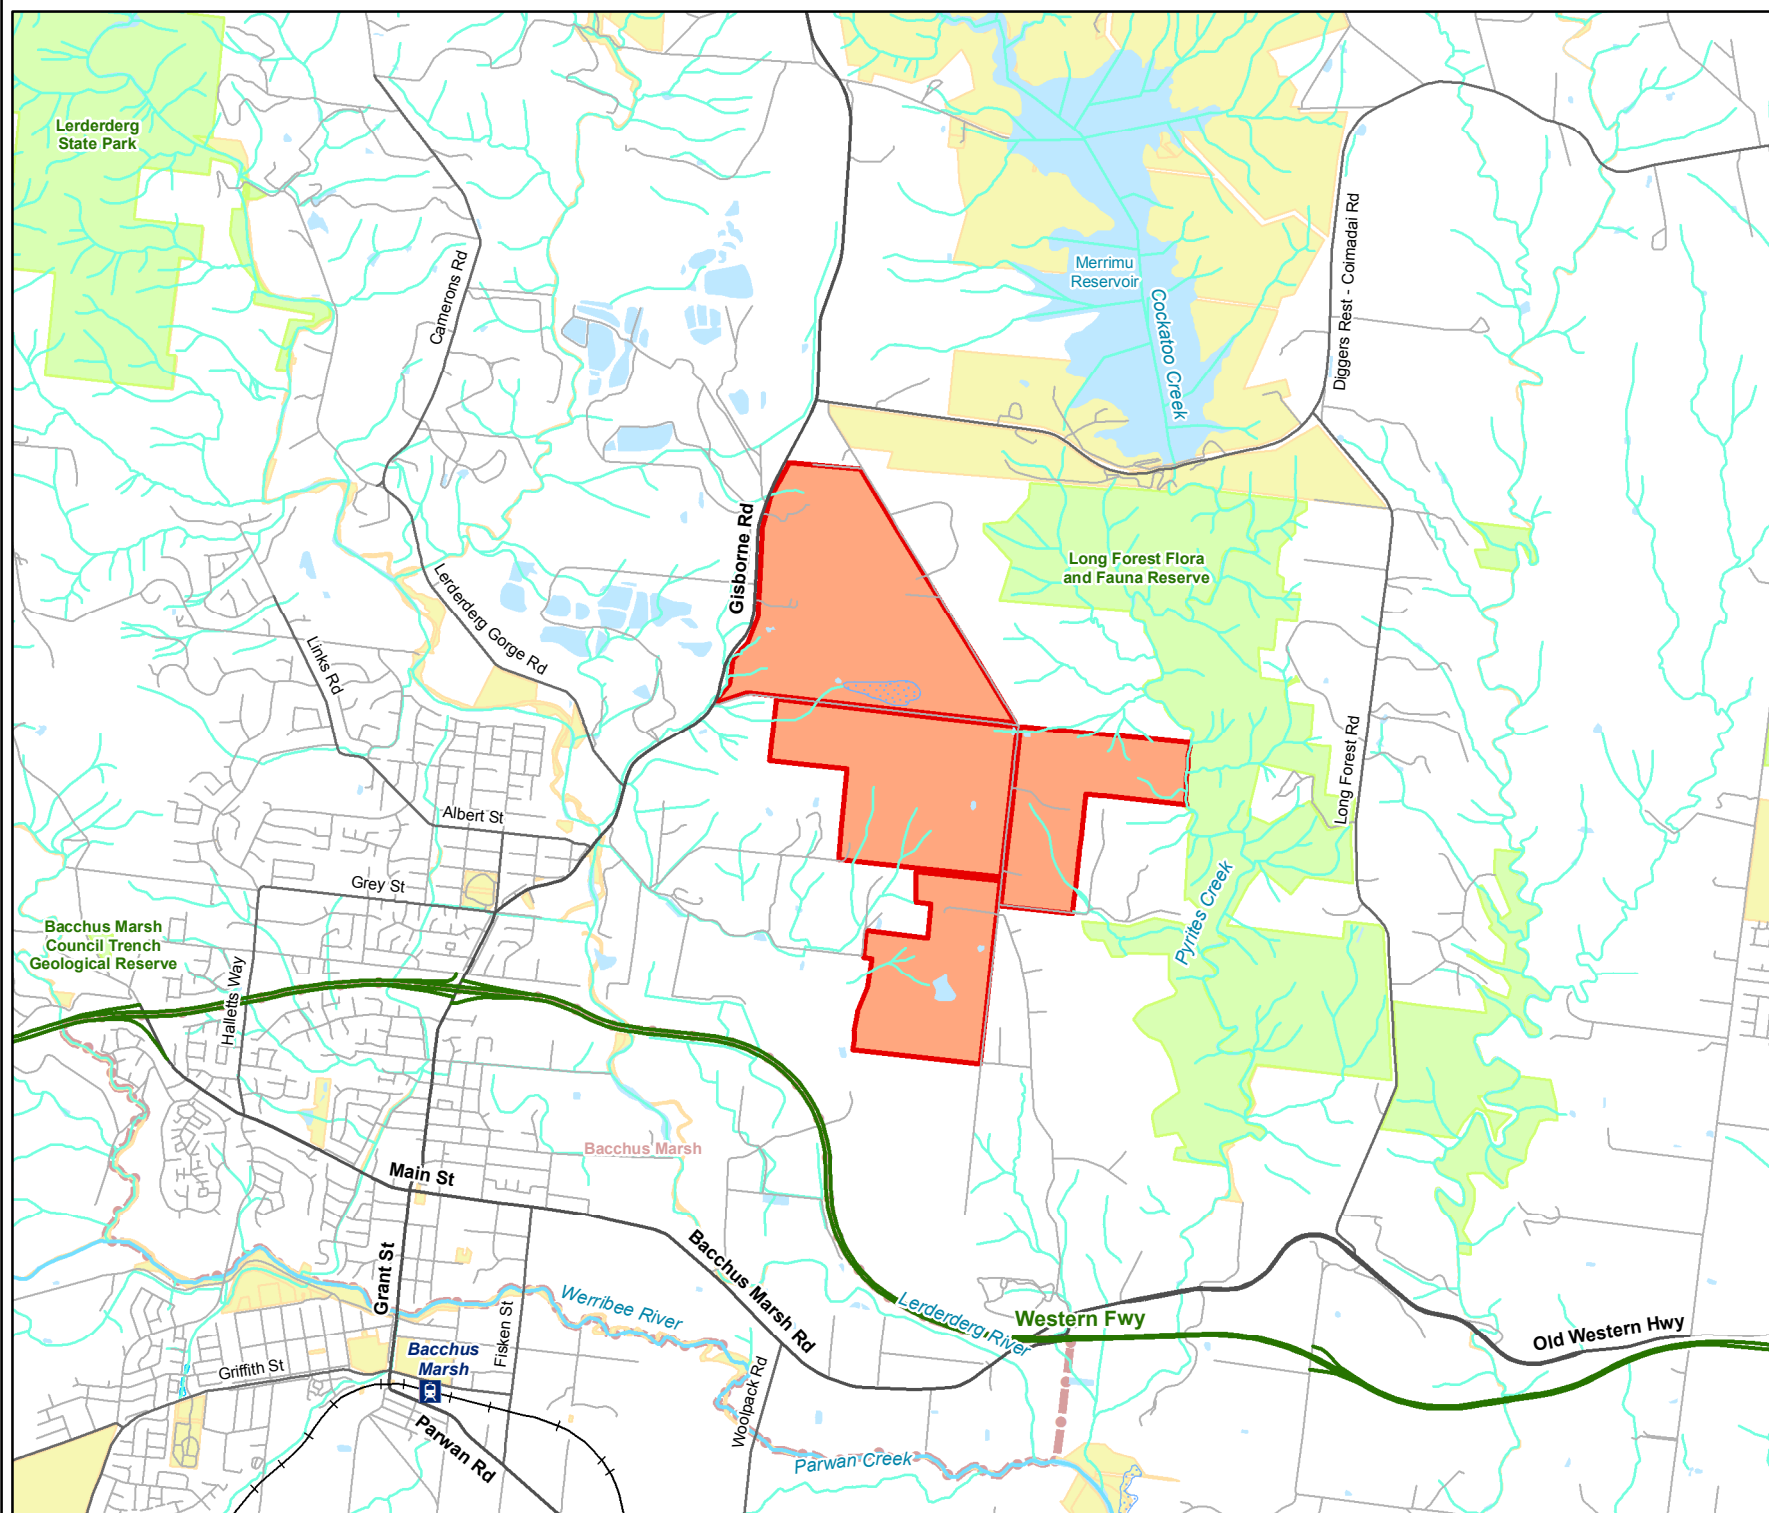 Lerderderg
State Park
Camerons Rd
Merrimu
Reservoir
Cockatoo Creek
Diggers Rest - Coimadai Rd
Gisborne Rd
Long Forest Flora
and Fauna Reserve
Lerderderg Gorge Rd
Links Rd
Long Forest Rd
Albert St
Grey St
Pyrites Creek
Bacchus Marsh
Council Trench
Geological Reserve
Halletts Way
Bacchus Marsh
Main St
Grant St
Bacchus Marsh Rd
Werribee River
Fisken St
Lerderderg River
Western Fwy
Old Western Hwy
Griffith St
Bacchus
Marsh
Woolpack Rd
Parwan Rd
Parwan Creek